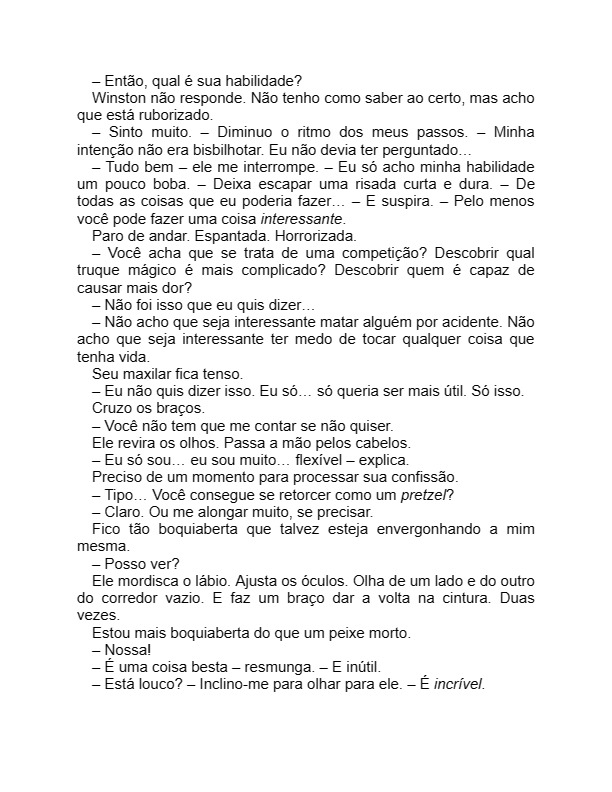 – Então, qual é sua habilidade?
Winston não responde. Não tenho como saber ao certo, mas acho
que está ruborizado.
– Sinto muito. – Diminuo o ritmo dos meus passos. – Minha
intenção não era bisbilhotar. Eu não devia ter perguntado…
– Tudo bem – ele me interrompe. – Eu só acho minha habilidade
um pouco boba. – Deixa escapar uma risada curta e dura. – De
todas as coisas que eu poderia fazer… – E suspira. – Pelo menos
você pode fazer uma coisa interessante.
Paro de andar. Espantada. Horrorizada.
– Você acha que se trata de uma competição? Descobrir qual
truque mágico é mais complicado? Descobrir quem é capaz de
causar mais dor?
– Não foi isso que eu quis dizer…
– Não acho que seja interessante matar alguém por acidente. Não
acho que seja interessante ter medo de tocar qualquer coisa que
tenha vida.
Seu maxilar fica tenso.
– Eu não quis dizer isso. Eu só… só queria ser mais útil. Só isso.
Cruzo os braços.
– Você não tem que me contar se não quiser.
Ele revira os olhos. Passa a mão pelos cabelos.
– Eu só sou… eu sou muito… flexível – explica.
Preciso de um momento para processar sua confissão.
– Tipo… Você consegue se retorcer como um pretzel?
– Claro. Ou me alongar muito, se precisar.
Fico tão boquiaberta que talvez esteja envergonhando a mim
mesma.
– Posso ver?
Ele mordisca o lábio. Ajusta os óculos. Olha de um lado e do outro
do corredor vazio. E faz um braço dar a volta na cintura. Duas
vezes.
Estou mais boquiaberta do que um peixe morto.
– Nossa!
– É uma coisa besta – resmunga. – E inútil.
– Está louco? – Inclino-me para olhar para ele. – É incrível.